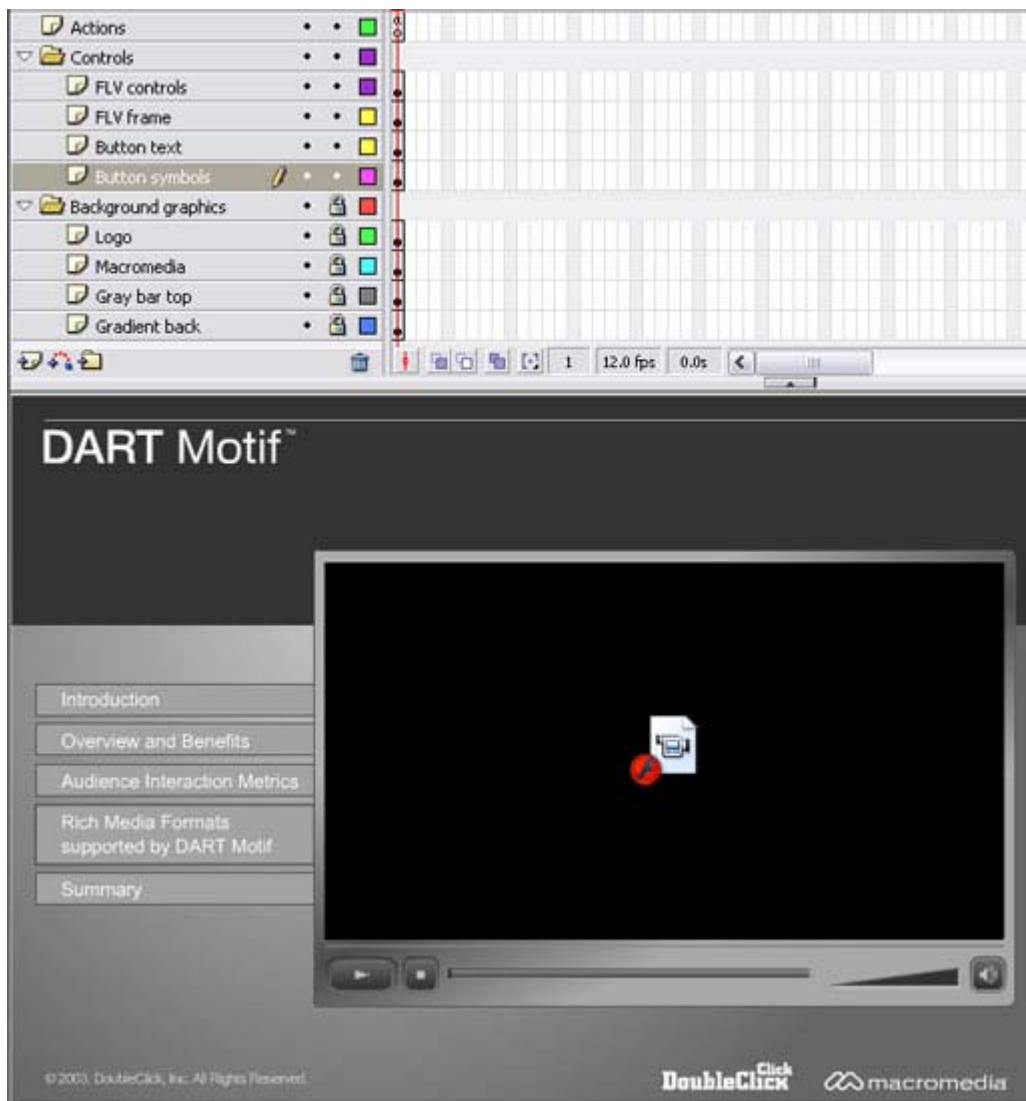 Actions
Controls
FLV controls
FLV frame
Button text
Button symbols
Background graphics
Logo
Macromedia
Gray bar top
Gradient back
1 12.0 fps 0.0s
DART Motif™
Introduction
Overview and Benefits
Audience Interaction Metrics
Rich Media Formats
supported by DART Motif
Summary
©2003. DoubleClick, Inc. All Rights Reserved.
Click
DoubleClick
macromedia